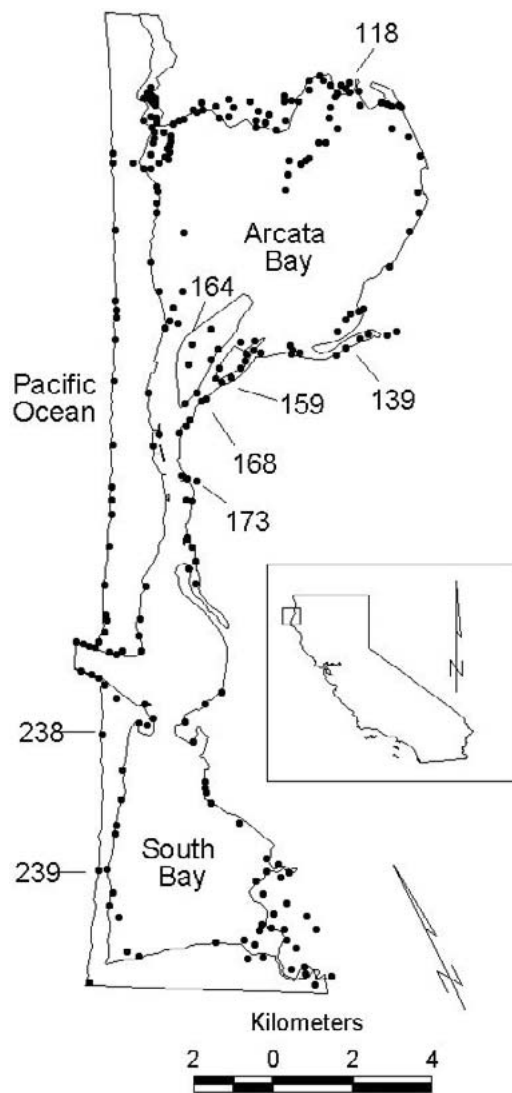 118
Arcata
Bay
164
Pacific
Ocean
159
139
168
173
N
238
South
Bay
239
N
Kilometers
2 0 2 4